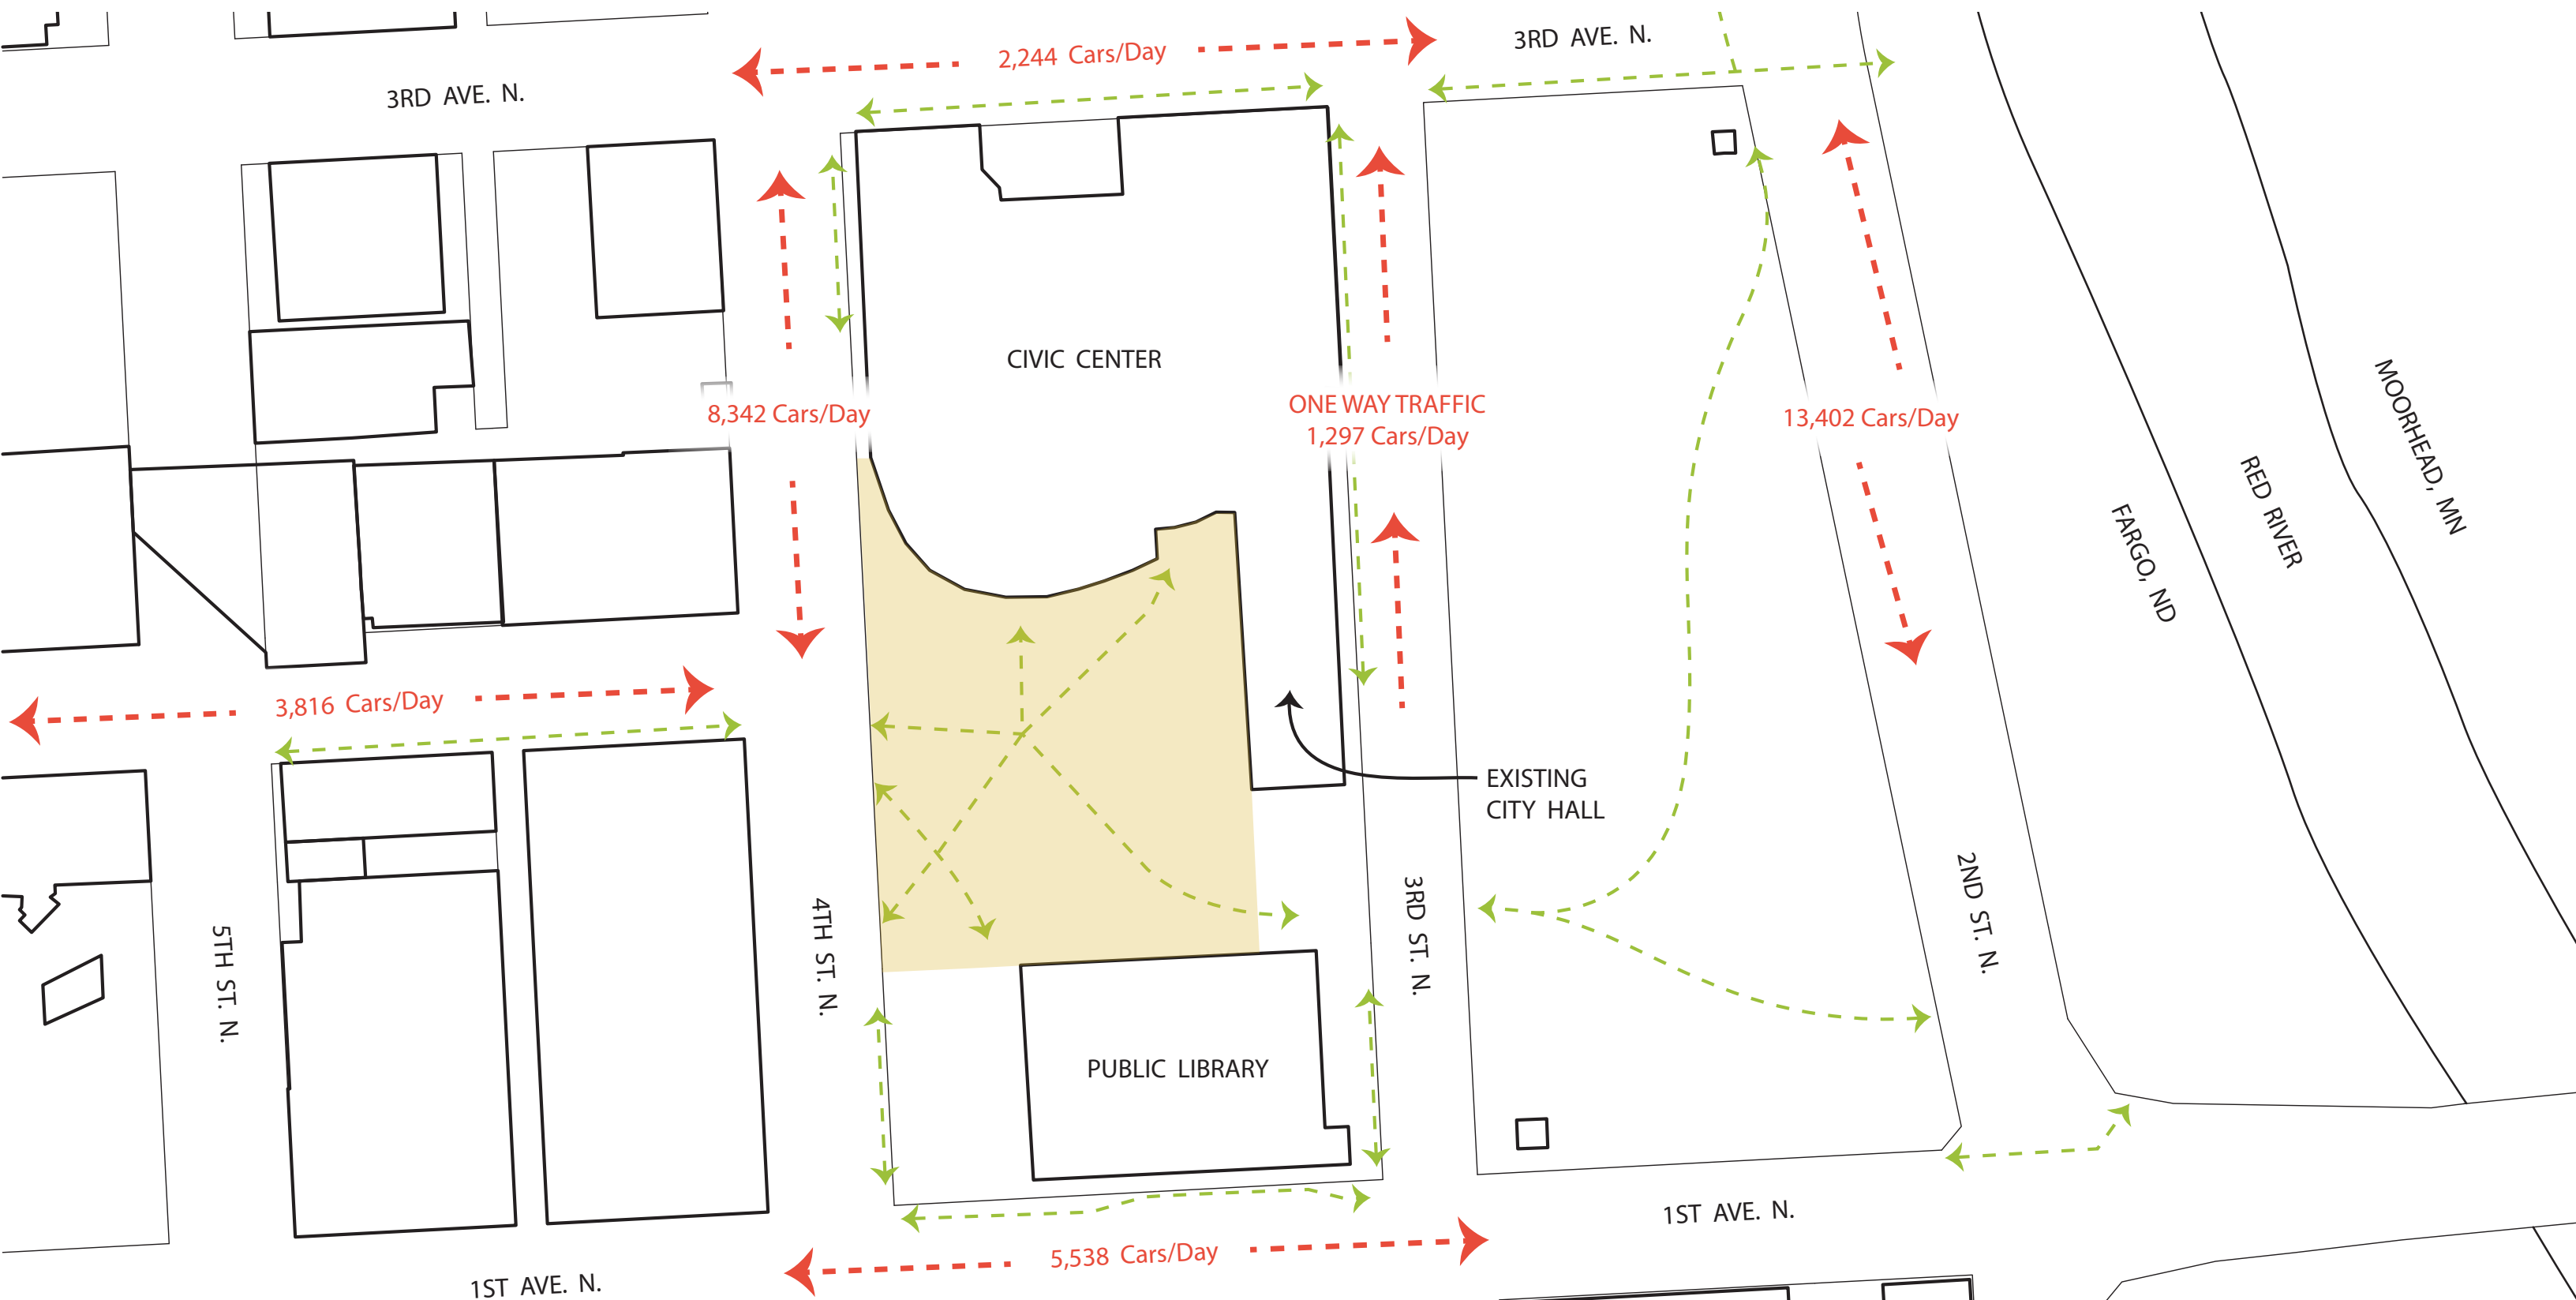 3RD AVE. N.
2,244 Cars/Day
3RD AVE. N.
CIVIC CENTER
8,342 Cars/Day
ONE WAY TRAFFIC
1,297 Cars/Day
13,402 Cars/Day
MOORHEAD, MN
RED RIVER
FARGO, ND
3,816 Cars/Day
EXISTING
CITY HALL
5TH ST. N.
4TH ST. N.
3RD ST. N.
2ND ST. N.
PUBLIC LIBRARY
1ST AVE. N.
5,538 Cars/Day
1ST AVE. N.